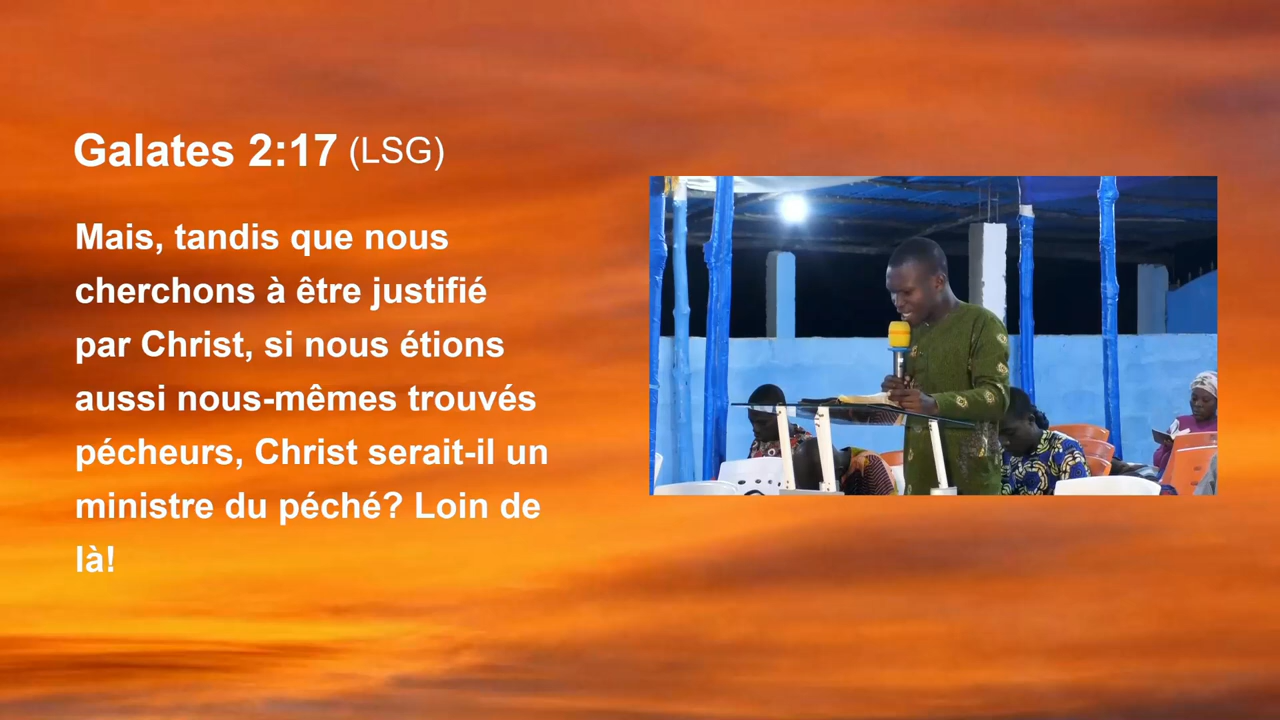 Galates 2:17 (LSG)
Mais, tandis que nous
cherchons à être justifié
par Christ, si nous étions
aussi nous-mêmes trouvés
pécheurs, Christ serait-il un
ministre du péché? Loin de
là!